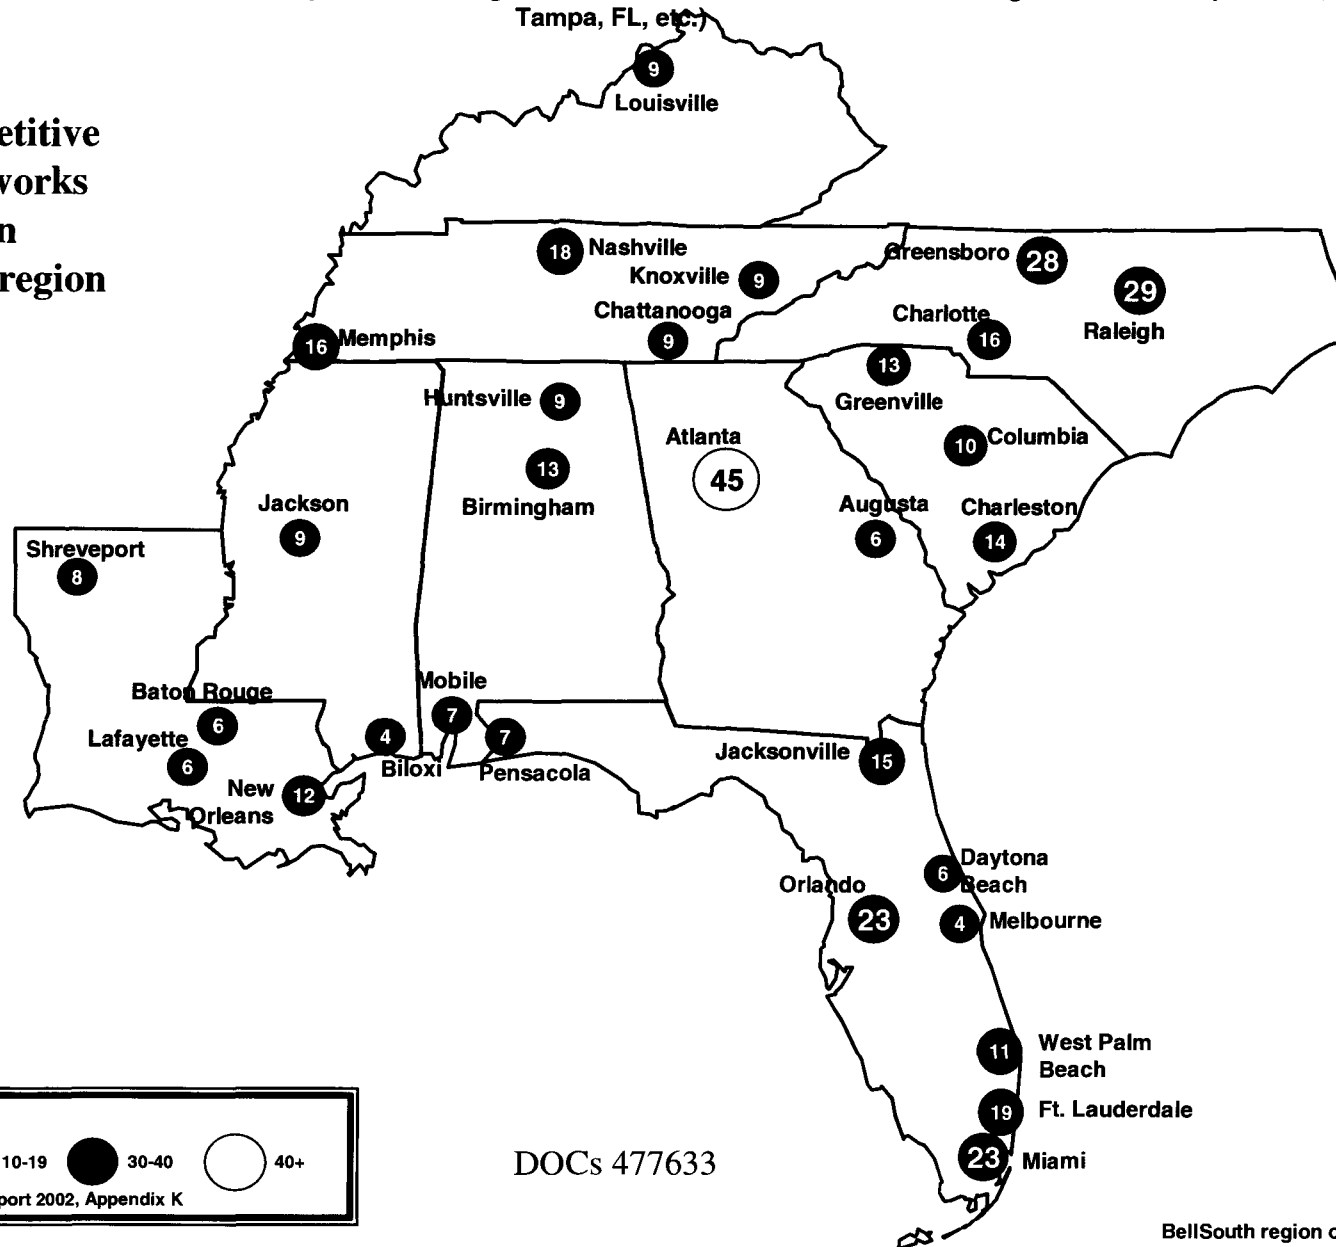 Tampa, FL, etc.)
9
Louisville
etitive
works
n
region
18 Nashville
Knoxville 9
Chattanooga
9
16 Memphis
Greensboro 28
29
Raleigh
Charlotte
16
13
Greenville
Huntsville 9
13
Birmingham
Atlanta
45
10 Columbia
Augusta
6
Charleston
14
Jackson
9
Shreveport
8
Baton Rouge
6
Lafayette
6
New
Orleans
12
4
Biloxi
Mobile
7
7
Pensacola
Jacksonville 15
6 Daytona
Beach
Orlando
23
4 Melbourne
11 West Palm
Beach
19 Ft. Lauderdale
23 Miami
10-19 30-40 40+
port 2002, Appendix K
DOCs 477633
BellSouth region o